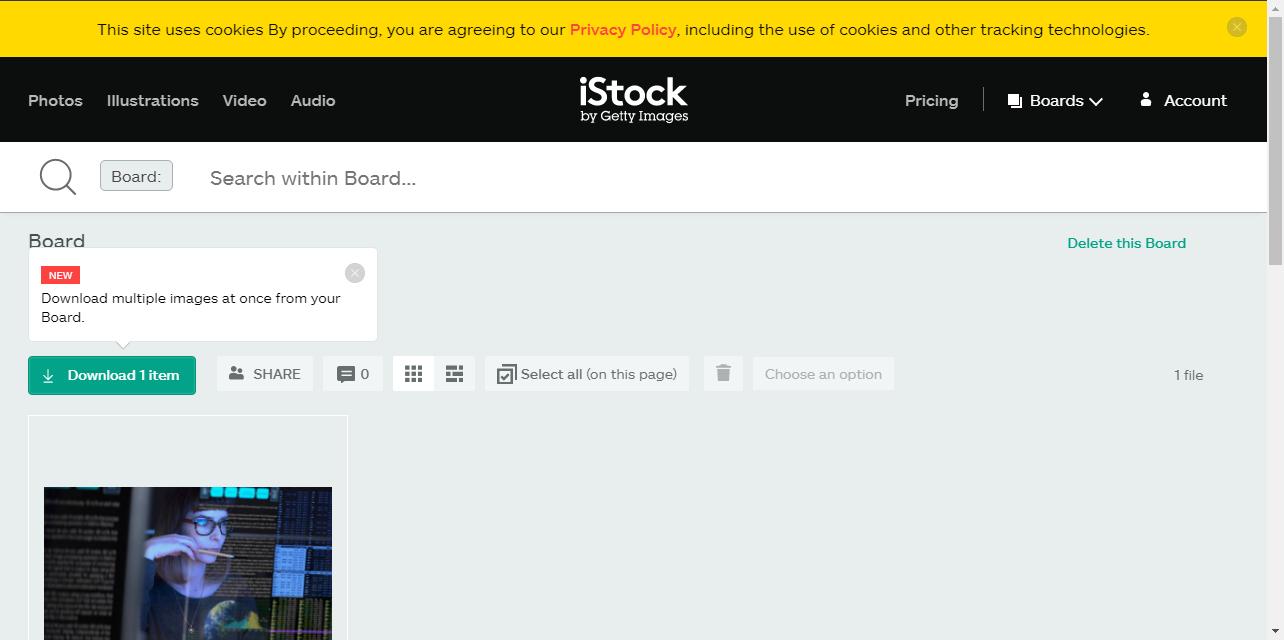 This site uses cookies By proceeding, you are agreeing to our Privacy Policy, including the use of cookies and other tracking technologies.
Photos Illustrations Video Audio
iStock
by Getty Images
Pricing Boards Account
Board: Search within Board...
Board
Delete this Board
NEW
Download multiple images at once from your
Board.
Download 1 item
SHARE
0
Select all (on this page)
Choose an option
1 file